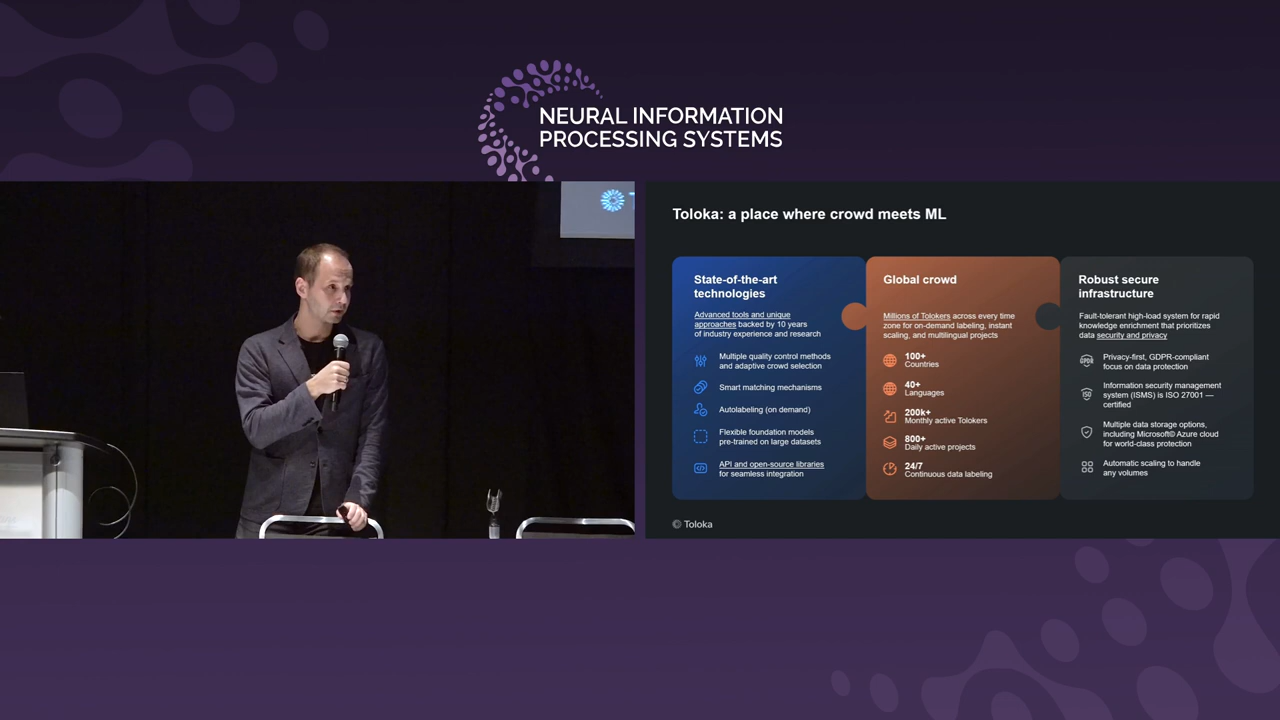 NEURAL INFORMATION
PROCESSING SYSTEMS
Toloka: a place where crowd meets ML
State-of-the-art
technologies
Advanced tools and unique
approaches backed by 10 years
of industry experience and research
Multiple quality control methods
and adaptive crowd selection
Smart matching mechanisms
Autolabeling (on demand)
Flexible foundation models
pre-trained on large datasets
API and open-source libraries
for seamless integration
Global crowd
Millions of Tolokers across every time
zone for on-demand labeling, instant
scaling, and multilingual projects
100+
Countries
40+
Languages
200k+
Monthly active Tolokers
800+
Daily active projects
24/7
Continuous data labeling
Robust secure
infrastructure
Fault-tolerant high-load system for rapid
knowledge enrichment that prioritizes
data security and privacy
GDPR
Privacy-first, GDPR-compliant
focus on data protection
ISO
Information security management
system (ISMS) is ISO 27001 —
certified
Multiple data storage options,
including Microsoft© Azure cloud
for world-class protection
Automatic scaling to handle
any volumes
Toloka